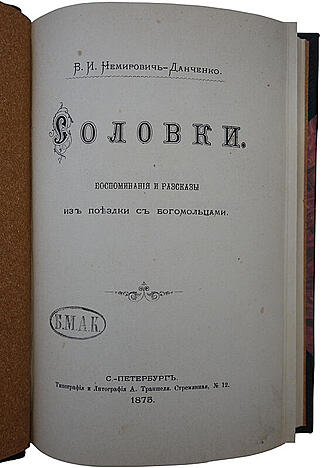 В. И. Немировичъ-Данченко.
СОЛОВКИ.
ВОСПОМИНАНІЯ И РАЗСКАЗЫ
ИЗЪ ПОѢЗДКИ СЪ БОГОМОЛЬЦАМИ.
Б.М.А.К.
С.-ПЕТЕРБУРГЪ.
Типографія и Литографія А. Траншеля. Стремянная, № 12.
1875.